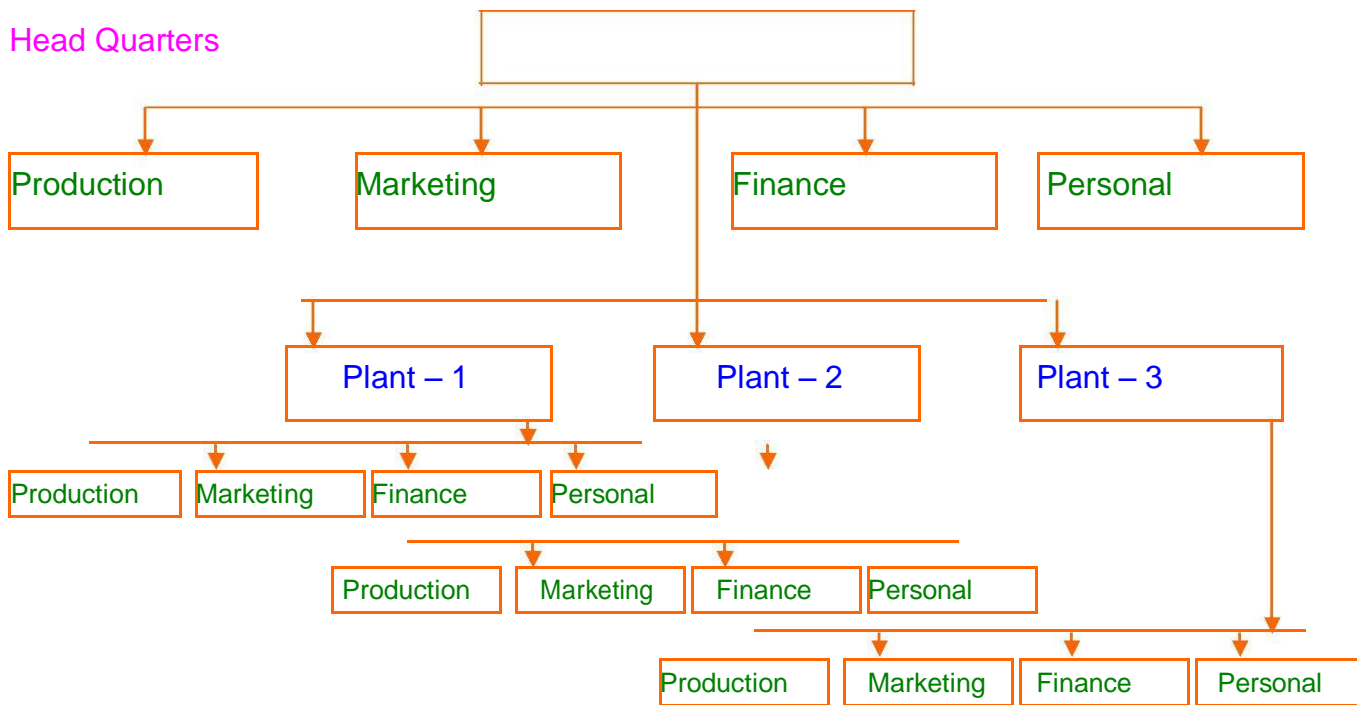 Head Quarters
Production Marketing Finance Personal
Plant – 1 Plant – 2 Plant – 3
Production Marketing Finance Personal
Production Marketing Finance Personal
Production Marketing Finance Personal